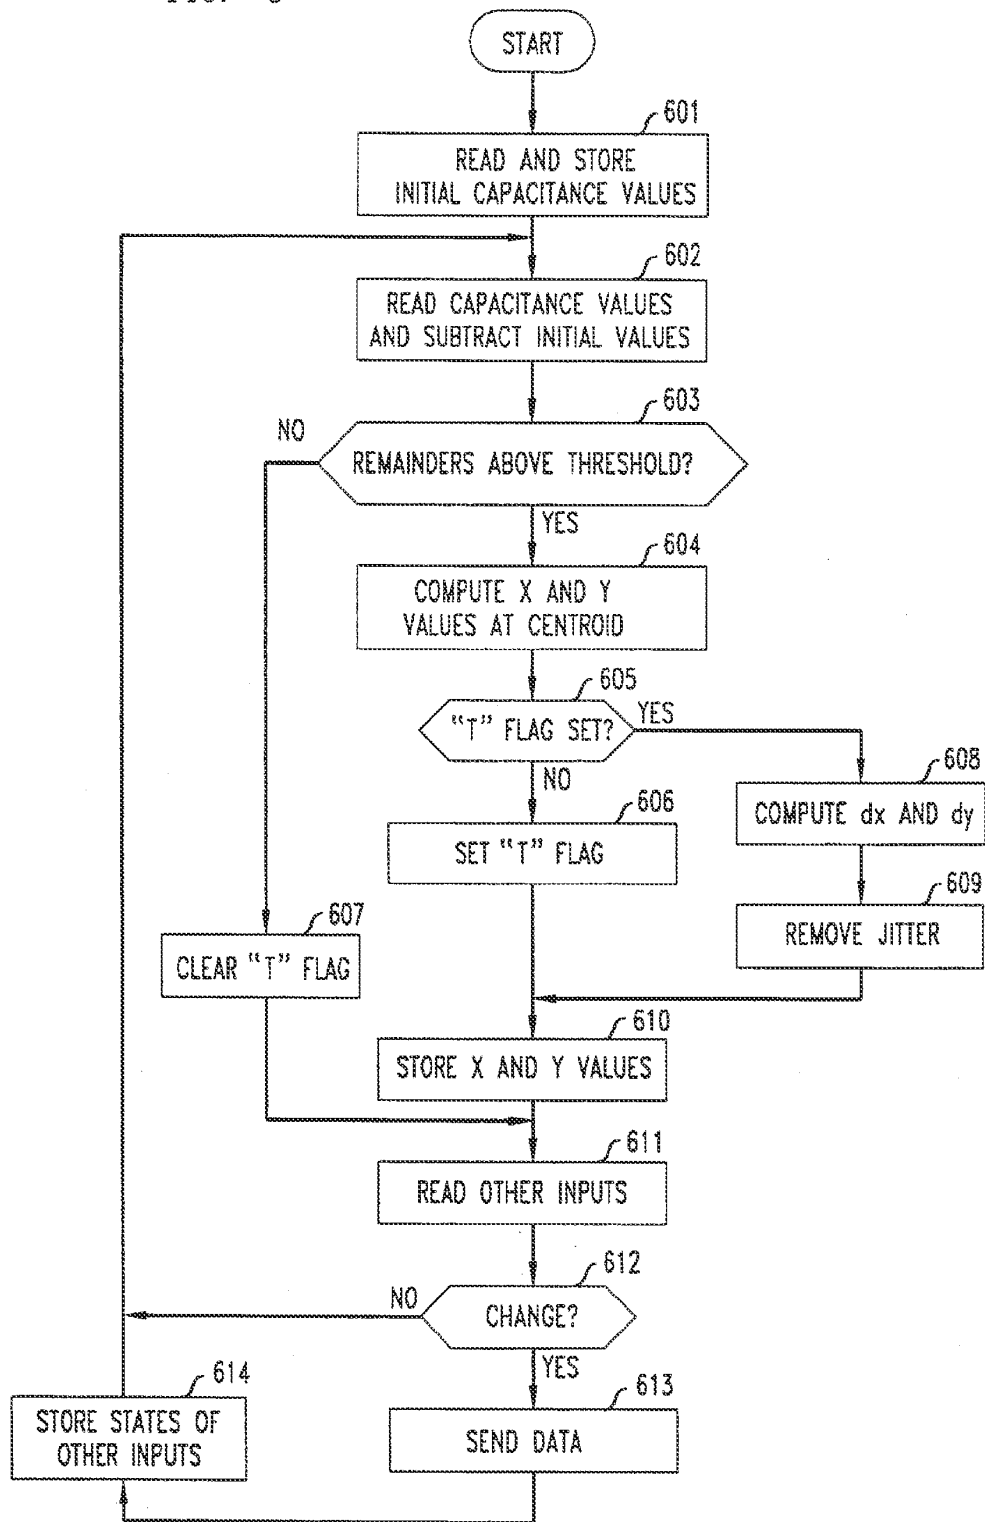 START
601
READ AND STORE
INITIAL CAPACITANCE VALUES
602
READ CAPACITANCE VALUES
AND SUBTRACT INITIAL VALUES
603
NO
REMAINDERS ABOVE THRESHOLD?
YES
604
COMPUTE X AND Y
VALUES AT CENTROID
605
"T" FLAG SET?
YES
NO
608
COMPUTE dx AND dy
606
SET "T" FLAG
609
REMOVE JITTER
607
CLEAR "T" FLAG
610
STORE X AND Y VALUES
611
READ OTHER INPUTS
612
NO
CHANGE?
YES
614
STORE STATES OF
OTHER INPUTS
613
SEND DATA